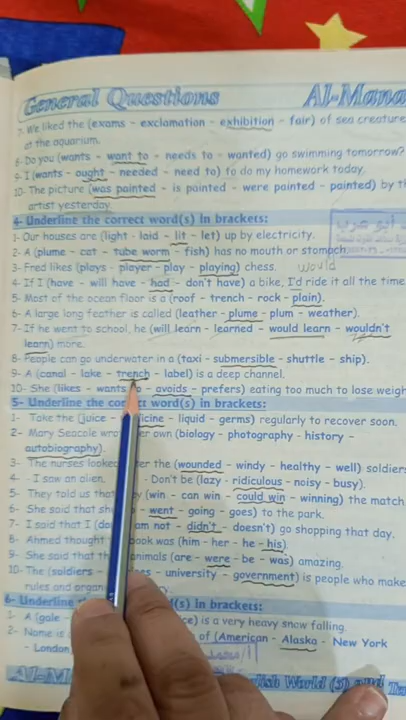 General Questions Al-Mana
7- We liked the (exams - exclamation - exhibition - fair) of sea creature
at the aquarium.
8- Do you (wants - want to - needs to - wanted) go swimming tomorrow?
9- I (wants - ought - needed - need to) to do my homework today.
10- The picture (was painted - is painted - were painted - painted) by th
artist yesterday
4- Underline the correct word(s) in brackets:
1- Our houses are (light - laid - lit - let) up by electricity.
2- A (plume - cat - tube worm - fish) has no mouth or stomach
3- Fred likes (plays - player - play - playing) chess. would
4- If I (have - will have - had - don't have) a bike, I'd ride it all the time
5- Most of the ocean floor is a (roof - trench - rock - plain).
6- A large long feather is called (leather - plume - plum - weather).
7- If he went to school, he (will learn - learned - would learn - wouldn't
learn) more.
8- People can go underwater in a (taxi - submersible - shuttle - ship).
9- A (canal - lake - trench - label) is a deep channel.
10- She (likes - wants to - avoids - prefers) eating too much to lose weigh
5- Underline the correct word(s) in brackets:
1- Take the (juice - liquid - germs) regularly to recover soon.
2- Mary Seacole own (biology - photography - history -
autobiography).
3- The nurses looked the (wounded - windy - healthy - well) soldiers
4- - I saw an alien. - Don't be (lazy - ridiculous - noisy - busy).
5- They told us that (win - can win - could win - winning) the match
6- She said that - went - going - goes) to the park.
7- I said that I ( am not - didn't - doesn't) go shopping that day.
8- Ahmed thought book was (him - her - he - his).
9- She said that animals (are - were - be - was) amazing.
10- The (soldiers - - university - government) is people who make
rules and
6- Underline in brackets:
1- A (gale is a very heavy snow falling.
2- Name is of (American - Alaska - New York
- London
Al-M English World (3)